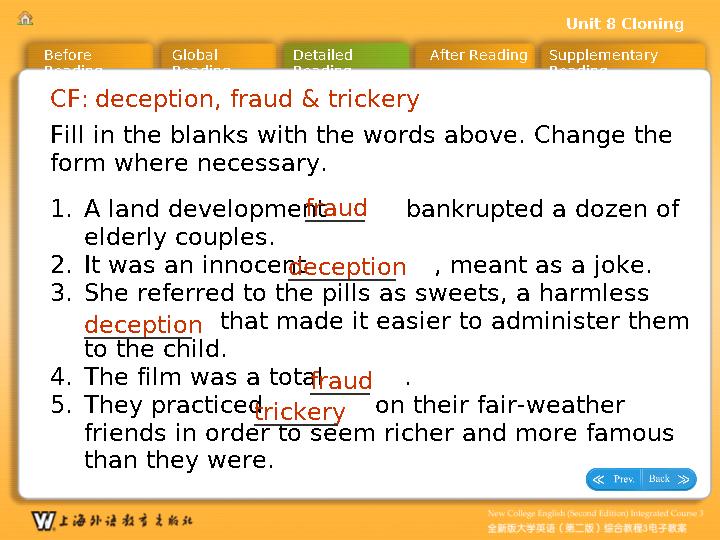 Unit 8 Cloning
Before Reading
Global Reading
Detailed Reading
After Reading
Supplementary Reading
CF: deception, fraud & trickery
Fill in the blanks with the words above. Change the
form where necessary.
1. A land development fraud bankrupted a dozen of
elderly couples.
2. It was an innocent deception , meant as a joke.
3. She referred to the pills as sweets, a harmless
deception that made it easier to administer them
to the child.
4. The film was a total fraud .
5. They practiced trickery on their fair-weather
friends in order to seem richer and more famous
than they were.
Prev. Back
上海外语教育出版社
New College English (Second Edition) Integrated Course 3
全新版大学英语（第二版）综合教程3电子教案